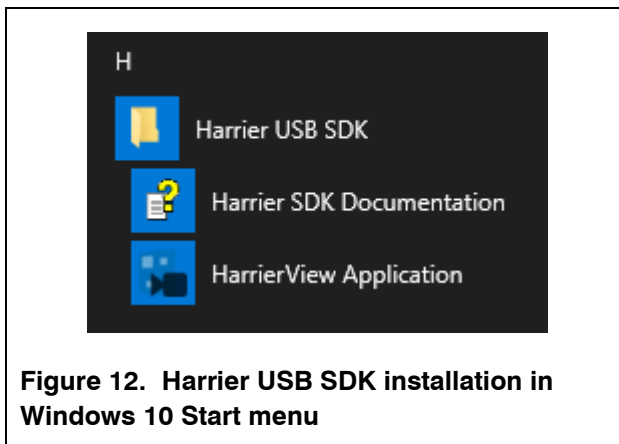 H
Harrier USB SDK
Harrier SDK Documentation
HarrierView Application
Figure 12. Harrier USB SDK installation in
Windows 10 Start menu